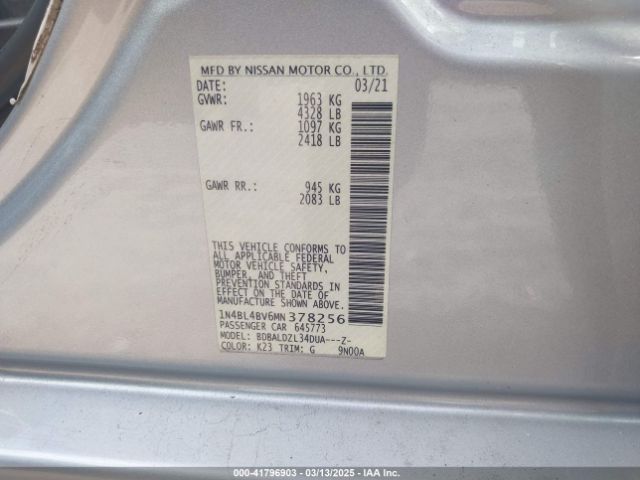 MFD BY NISSAN MOTOR CO., LTD.
DATE: 03/21
GVWR: 1963 KG
4328 LB
GAWR FR.: 1097 KG
2418 LB
GAWR RR.: 945 KG
2083 LB
THIS VEHICLE CONFORMS TO
ALL APPLICABLE FEDERAL
MOTOR VEHICLE SAFETY,
BUMPER, AND THEFT
PREVENTION STANDARDS IN
EFFECT ON THE DATE OF
MANUFACTURE SHOWN ABOVE.
1N4BL4BV6MN378256
PASSENGER CAR 645773
MODEL: BDBALDZL34DUA---Z-
COLOR: K23 TRIM: G 9N00A
000-41796903 | 03/13/2025 - IAA Inc.